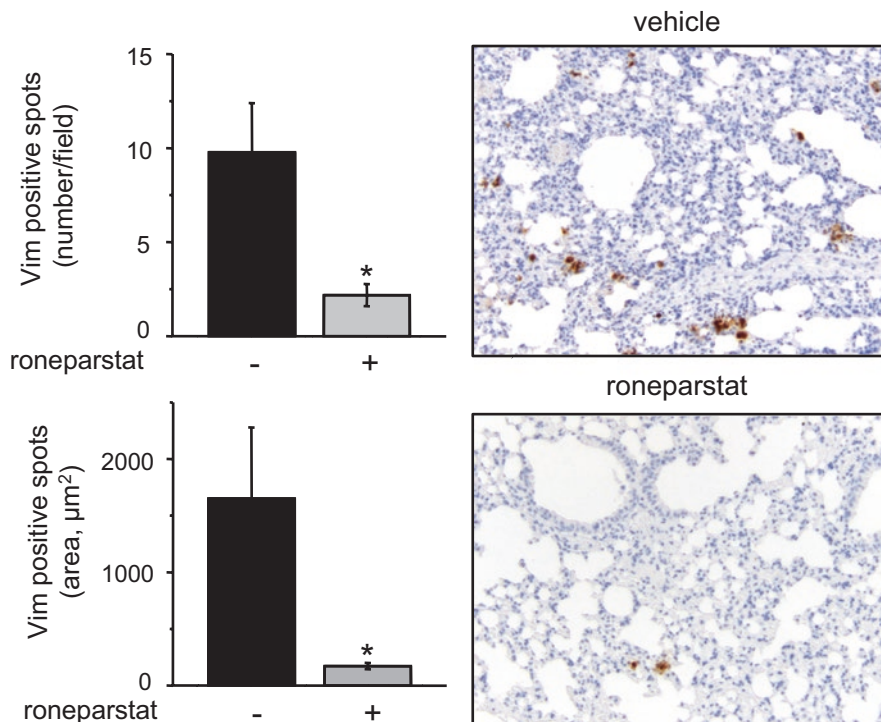 vehicle
Vim positive spots
(number/field)
15
10
5
0
*
roneparstat - +
roneparstat
Vim positive spots
(area, µm²)
2000
1000
0
*
roneparstat - +